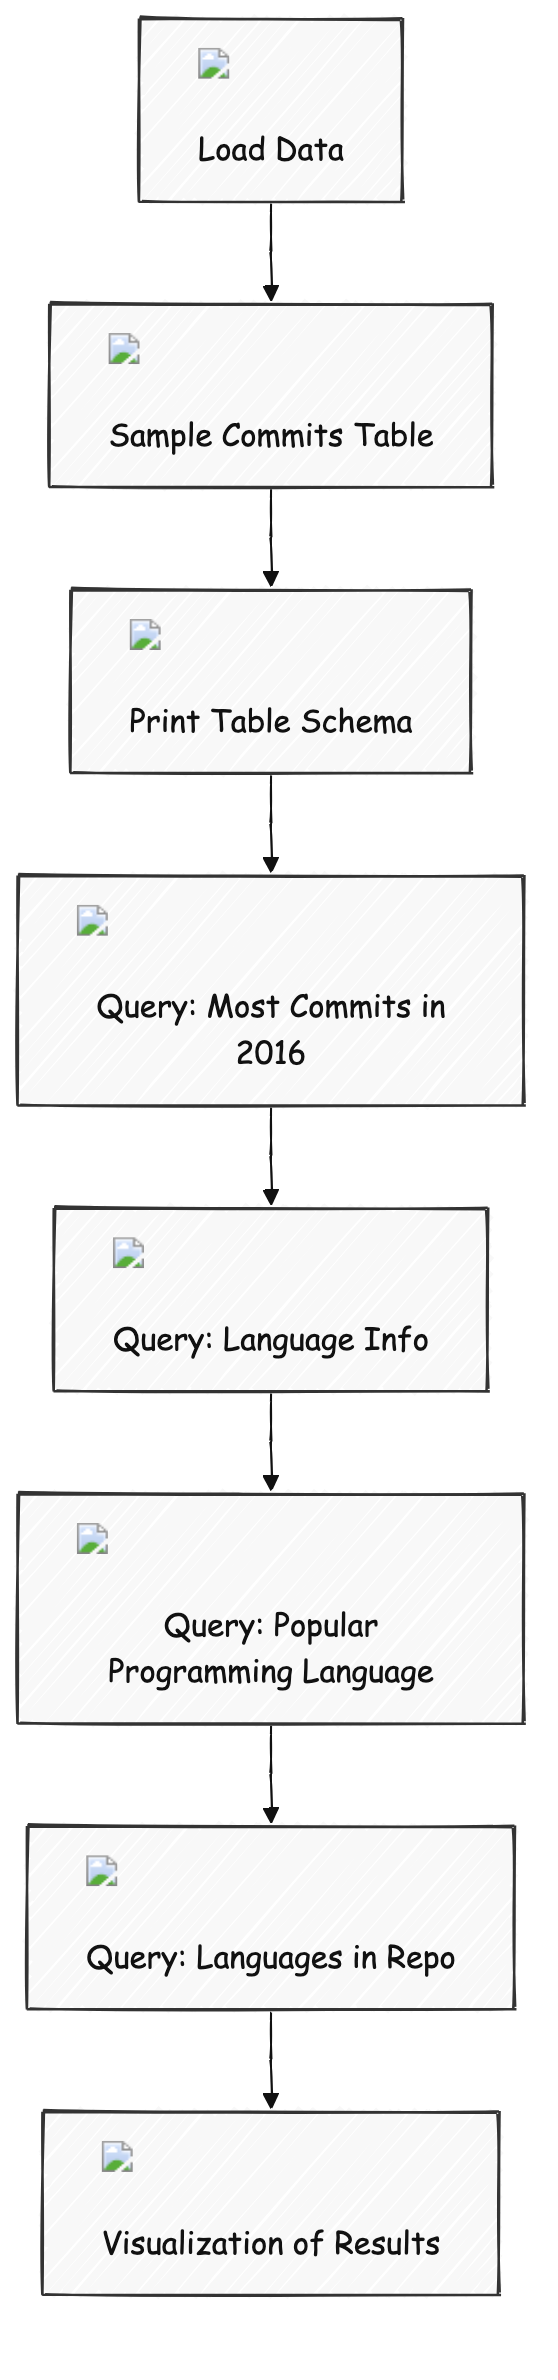 Load Data
Sample Commits Table
Print Table Schema
Query: Most Commits in
2016
Query: Language Info
Query: Popular
Programming Language
Query: Languages in Repo
Visualization of Results